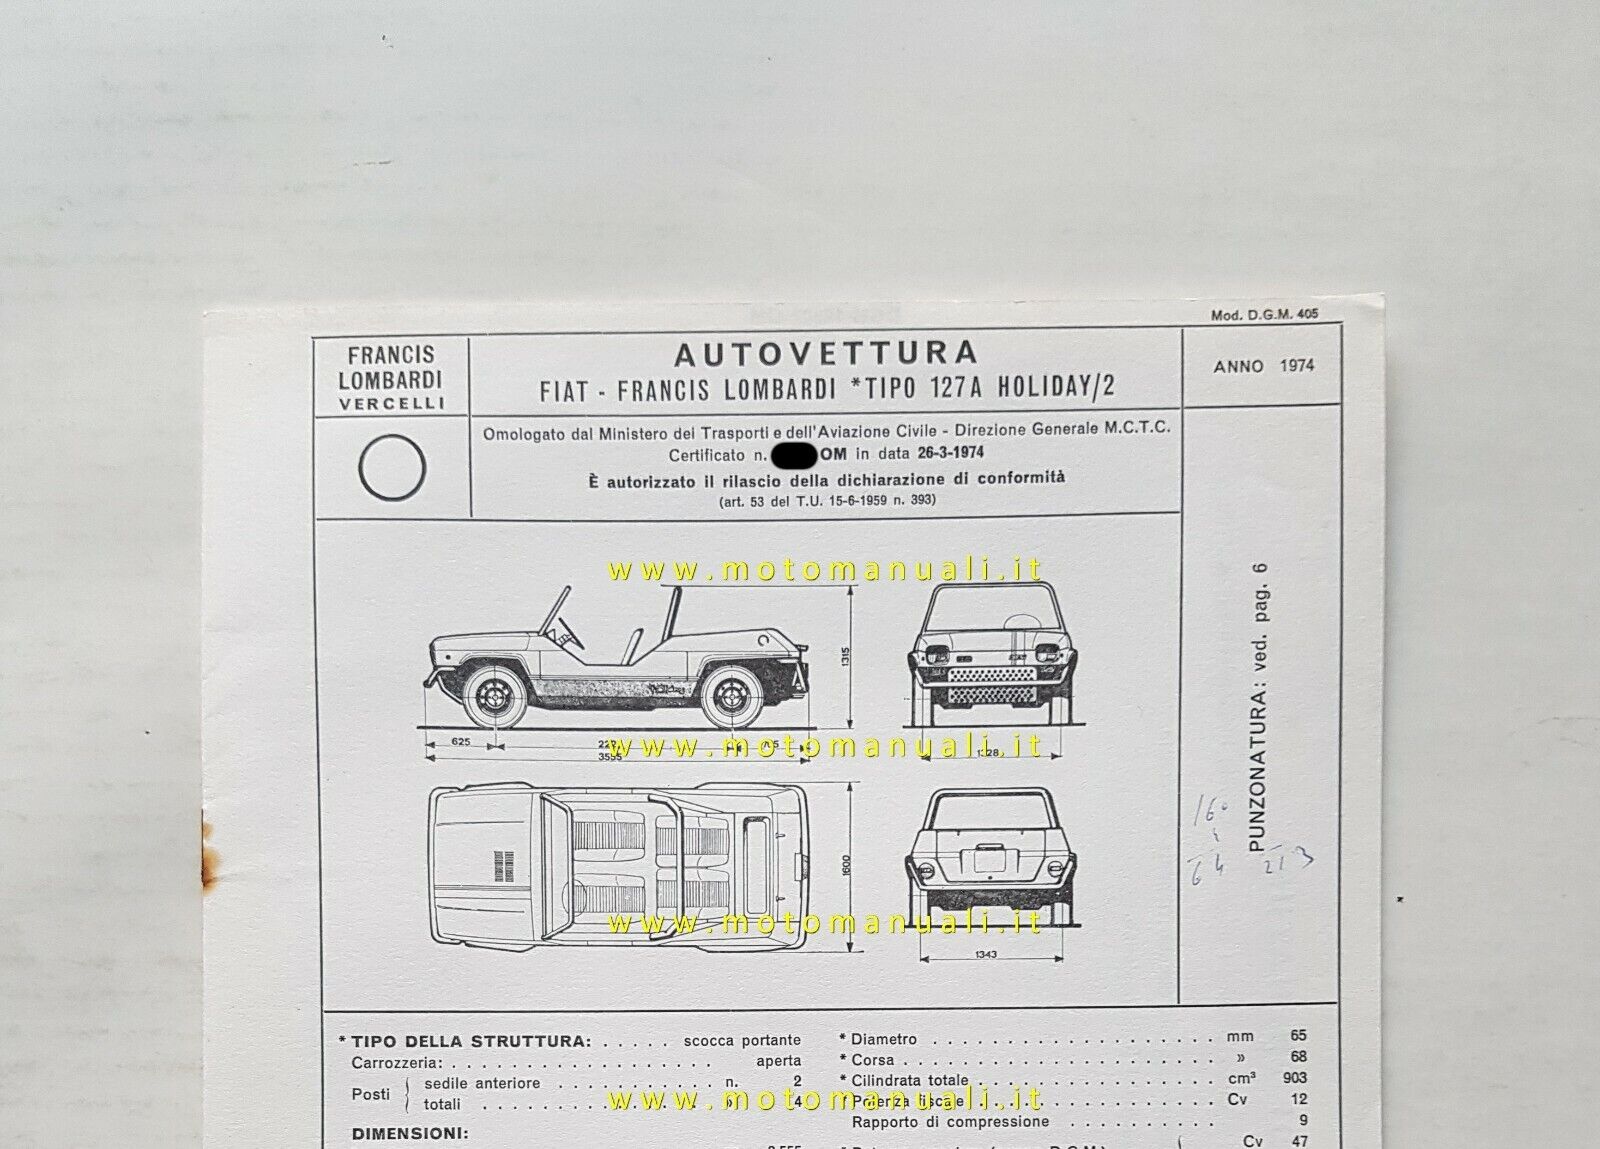 Mod. D.G.M. 405
FRANCIS
LOMBARDI
VERCELLI
AUTOVETTURA
FIAT - FRANCIS LOMBARDI *TIPO 127A HOLIDAY/2
ANNO 1974
Omologato dal Ministero dei Trasporti e dell'Aviazione Civile - Direzione Generale M.C.T.C.
Certificato n. OM in data 26-3-1974
È autorizzato il rilascio della dichiarazione di conformità
(art. 53 del T.U. 15-6-1959 n. 393)
www.motomanuali.it
1315
625
www.motomanuali.it
3555
1328
PUNZONATURA: ved. pag. 6
1600
www.motomanuali.it
1343
* TIPO DELLA STRUTTURA: . . . . . scocca portante
Carrozzeria: . . . . . . . . . . . . . . . . . . aperta
Posti
sedile anteriore . . . . . . . . . . . n. 2
totali . . . . . . . . . . . . . . . » 4
DIMENSIONI:
* Diametro . . . . . . . . . . . . . . . . . . . mm 65
* Corsa . . . . . . . . . . . . . . . . . . . . . » 68
* Cilindrata totale . . . . . . . . . . . . . . . . cm³ 903
* Potenza fiscale . . . . . . . . . . . . . . . . Cv 12
www.motomanuali.it
Rapporto di compressione . . . . . . . . . . 9
Cv 47